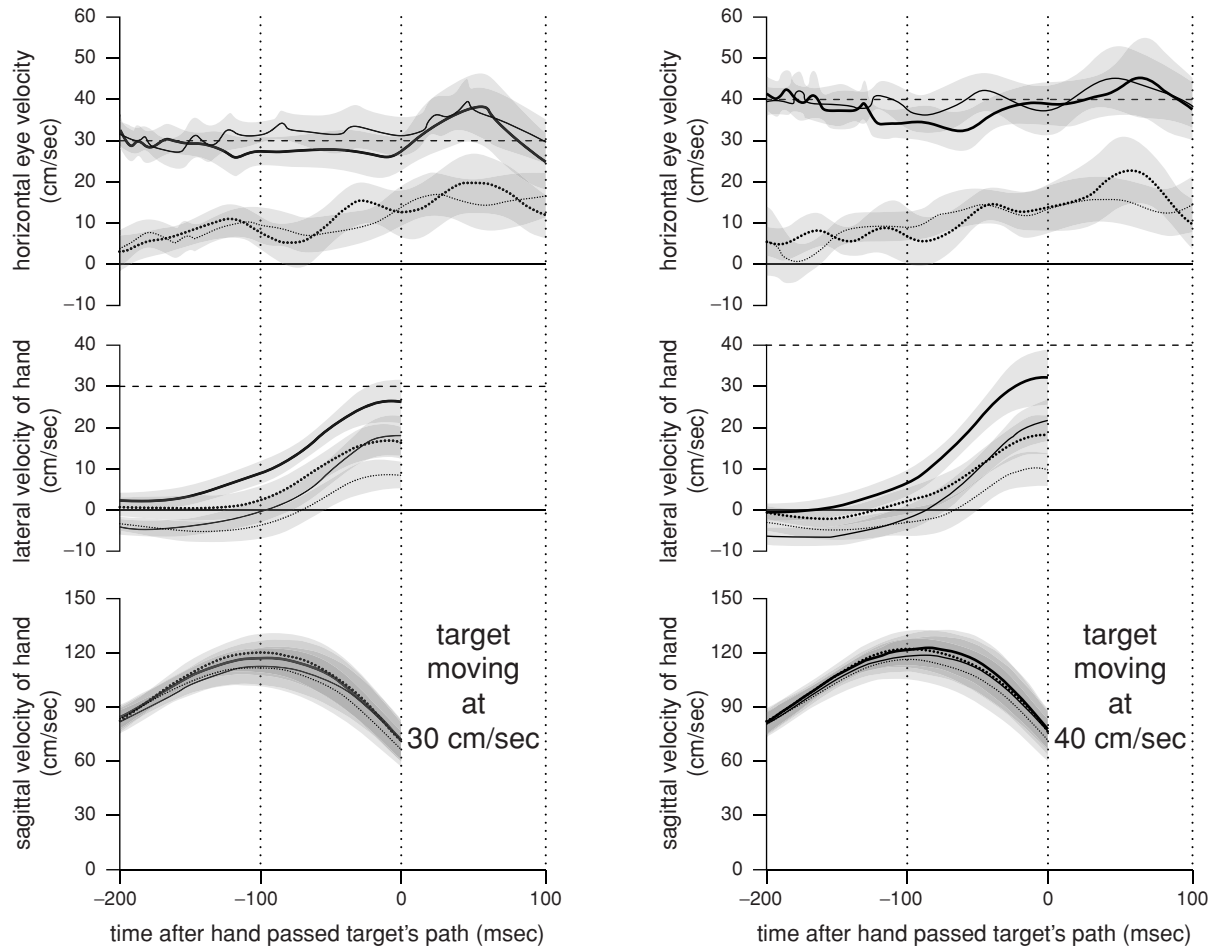 60
50
40
30
20
10
0
−10
horizontal eye velocity
(cm/sec)
60
50
40
30
20
10
0
−10
horizontal eye velocity
(cm/sec)
40
30
20
10
0
−10
lateral velocity of hand
(cm/sec)
40
30
20
10
0
−10
lateral velocity of hand
(cm/sec)
150
120
90
60
30
0
sagittal velocity of hand
(cm/sec)
target
moving
at
30 cm/sec
−200
−100
0
100
time after hand passed target's path (msec)
150
120
90
60
30
0
sagittal velocity of hand
(cm/sec)
target
moving
at
40 cm/sec
−200
−100
0
100
time after hand passed target's path (msec)